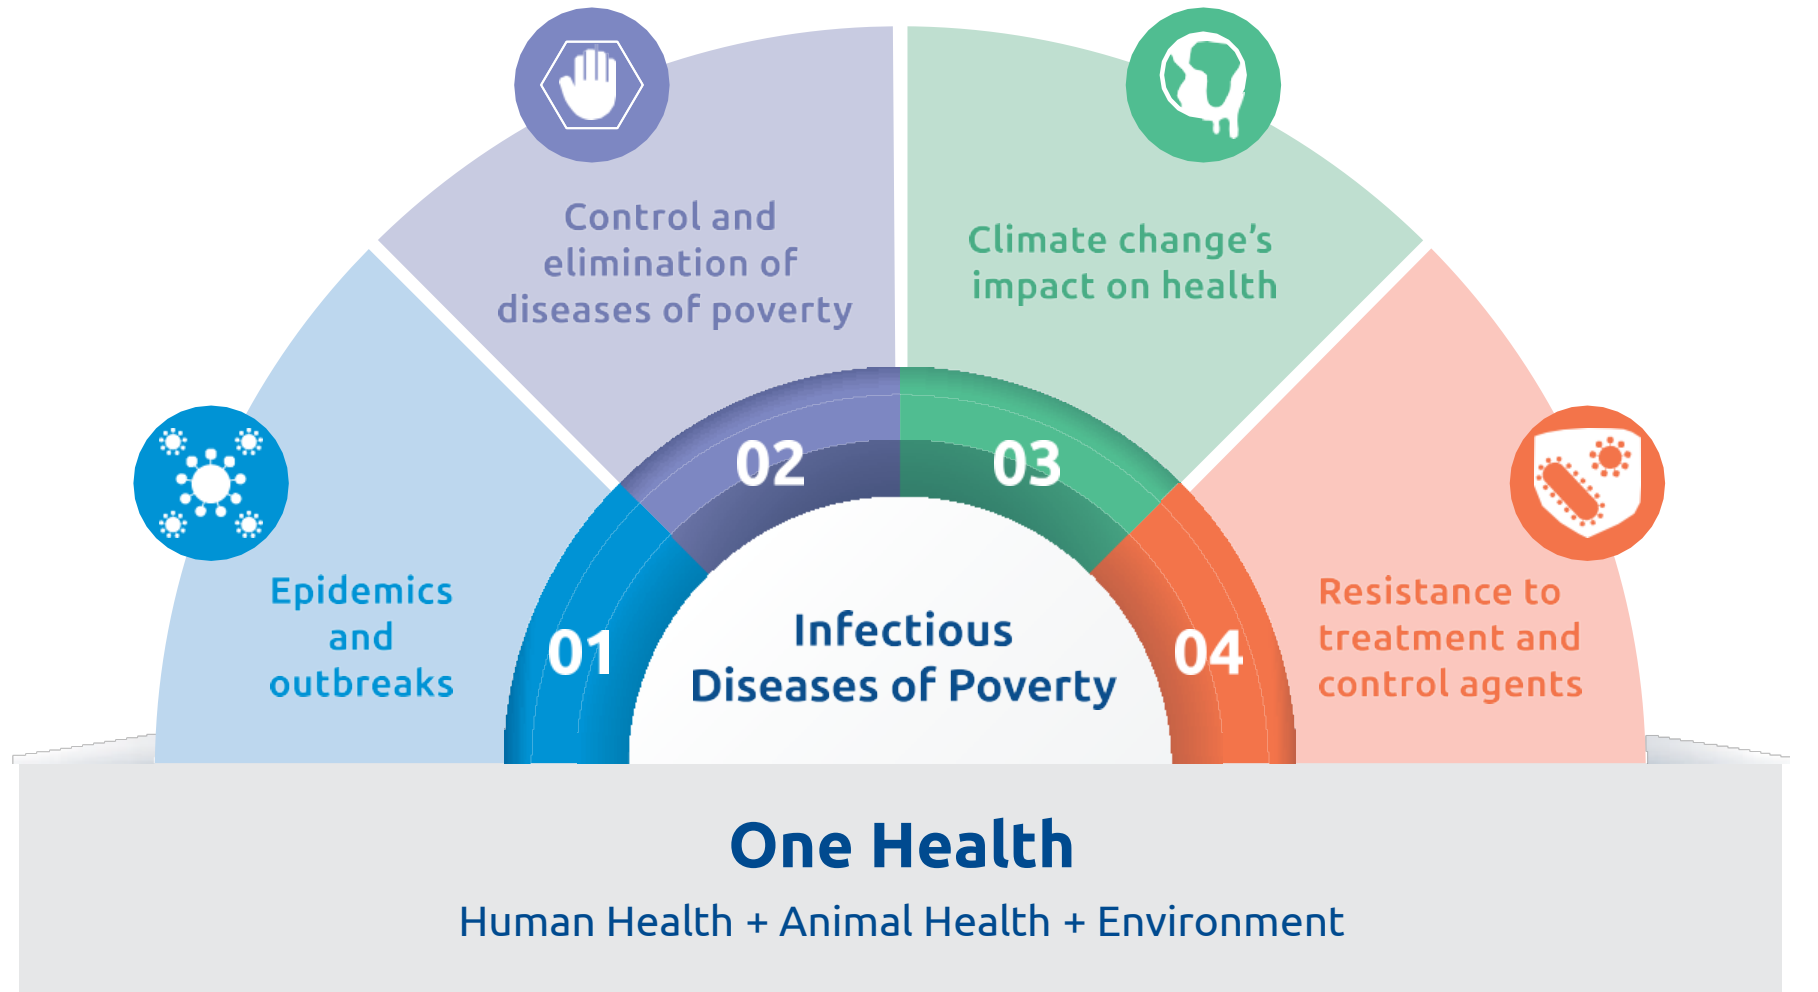 Control and
elimination of
diseases of poverty
Climate change’s
impact on health
02
03
Epidemics
and
outbreaks
01
Infectious
Diseases of Poverty
04
Resistance to
treatment and
control agents
One Health
Human Health + Animal Health + Environment